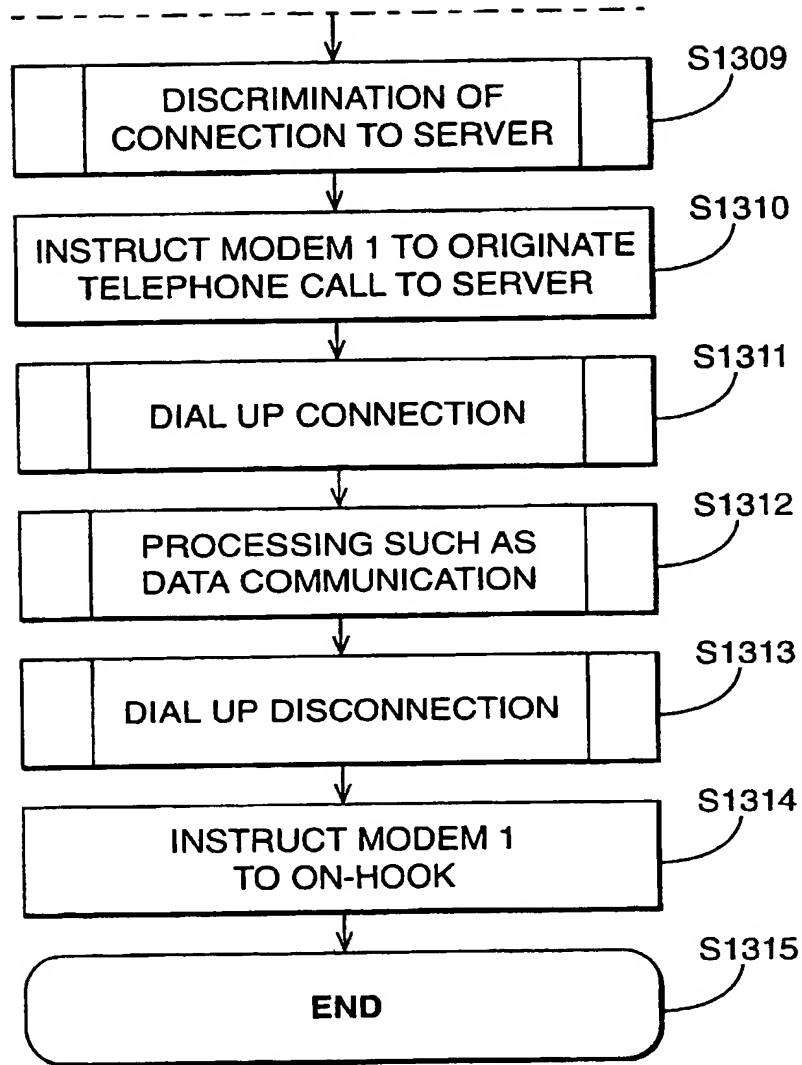 S1309
DISCRIMINATION OF
CONNECTION TO SERVER
S1310
INSTRUCT MODEM 1 TO ORIGINATE
TELEPHONE CALL TO SERVER
S1311
DIAL UP CONNECTION
S1312
PROCESSING SUCH AS
DATA COMMUNICATION
S1313
DIAL UP DISCONNECTION
S1314
INSTRUCT MODEM 1
TO ON-HOOK
S1315
END